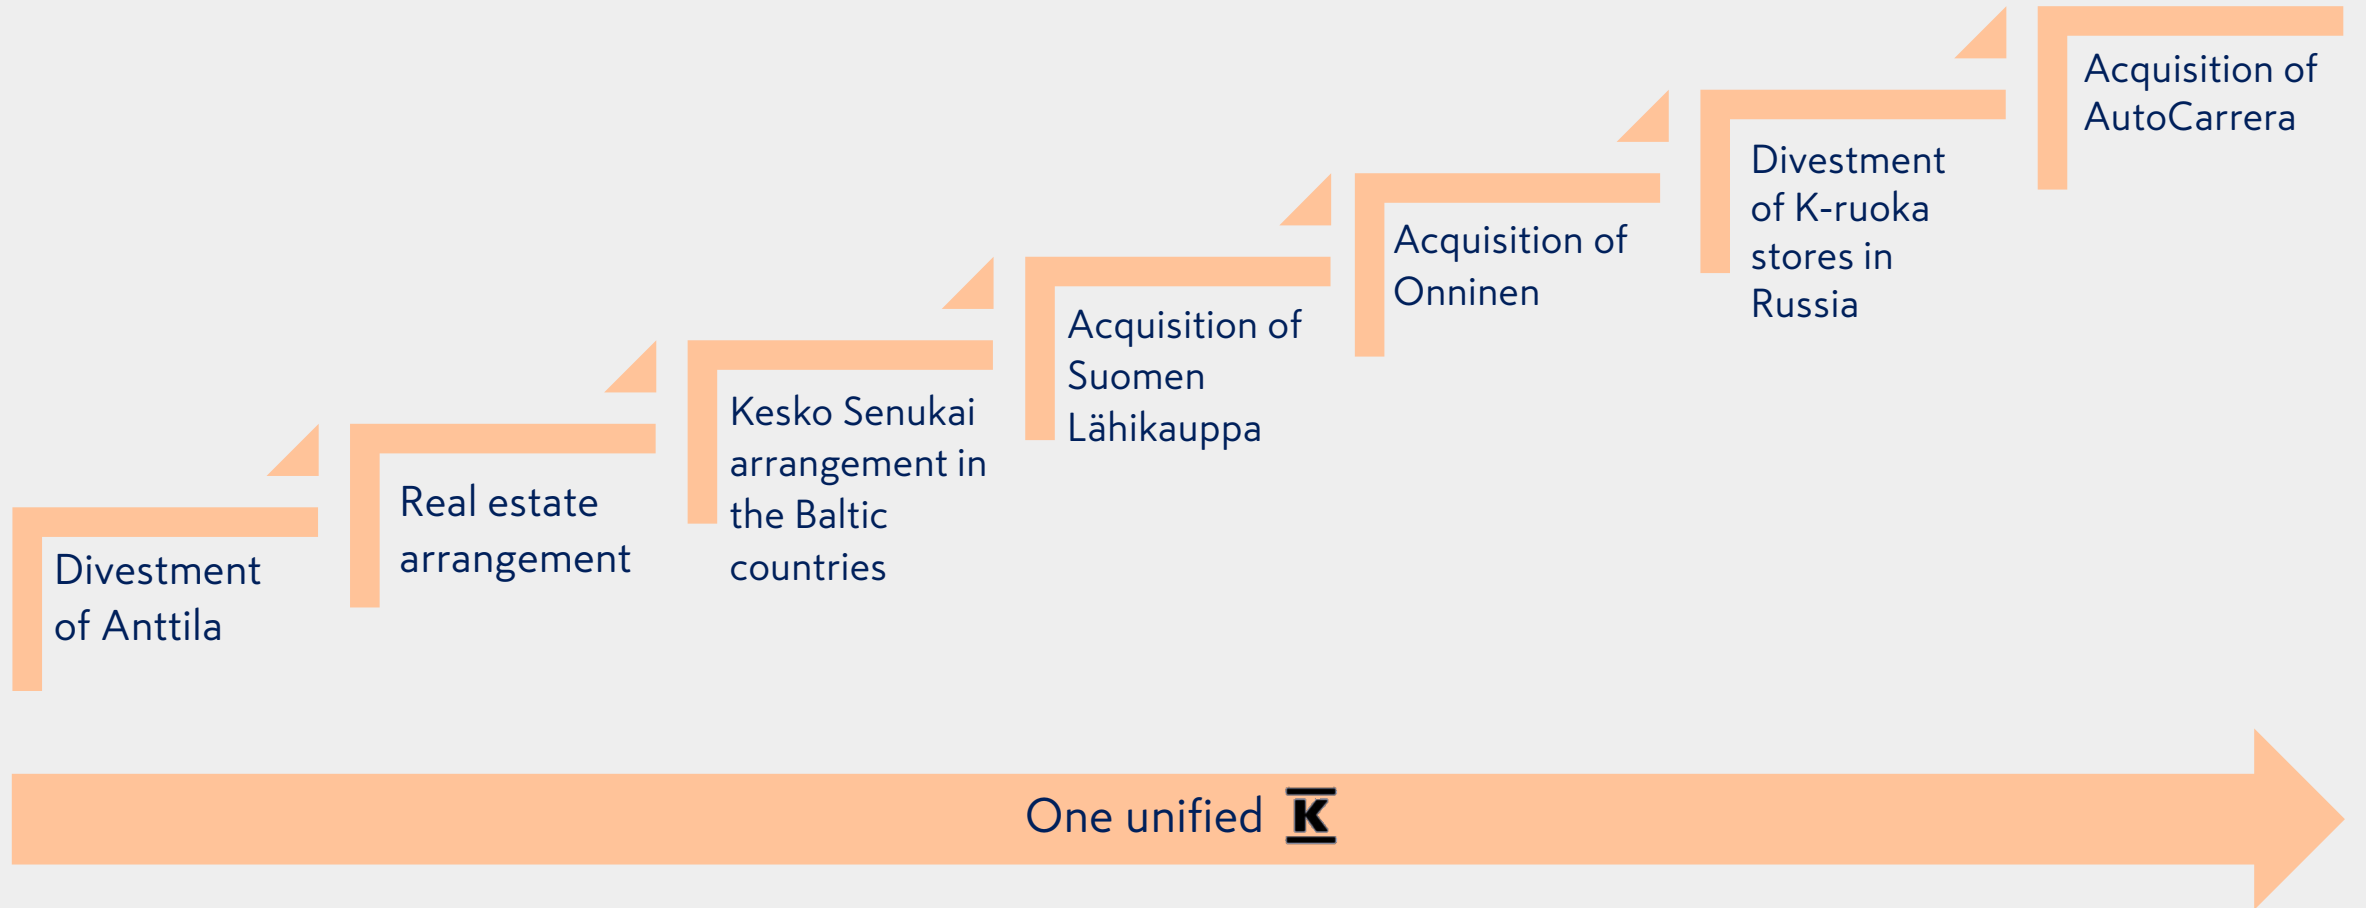 Divestment
of Anttila
Real estate
arrangement
Kesko Senukai
arrangement in
the Baltic
countries
Acquisition of
Suomen
Lähikauppa
Acquisition of
Onninen
Divestment
of K-ruoka
stores in
Russia
Acquisition of
AutoCarrera
One unified K